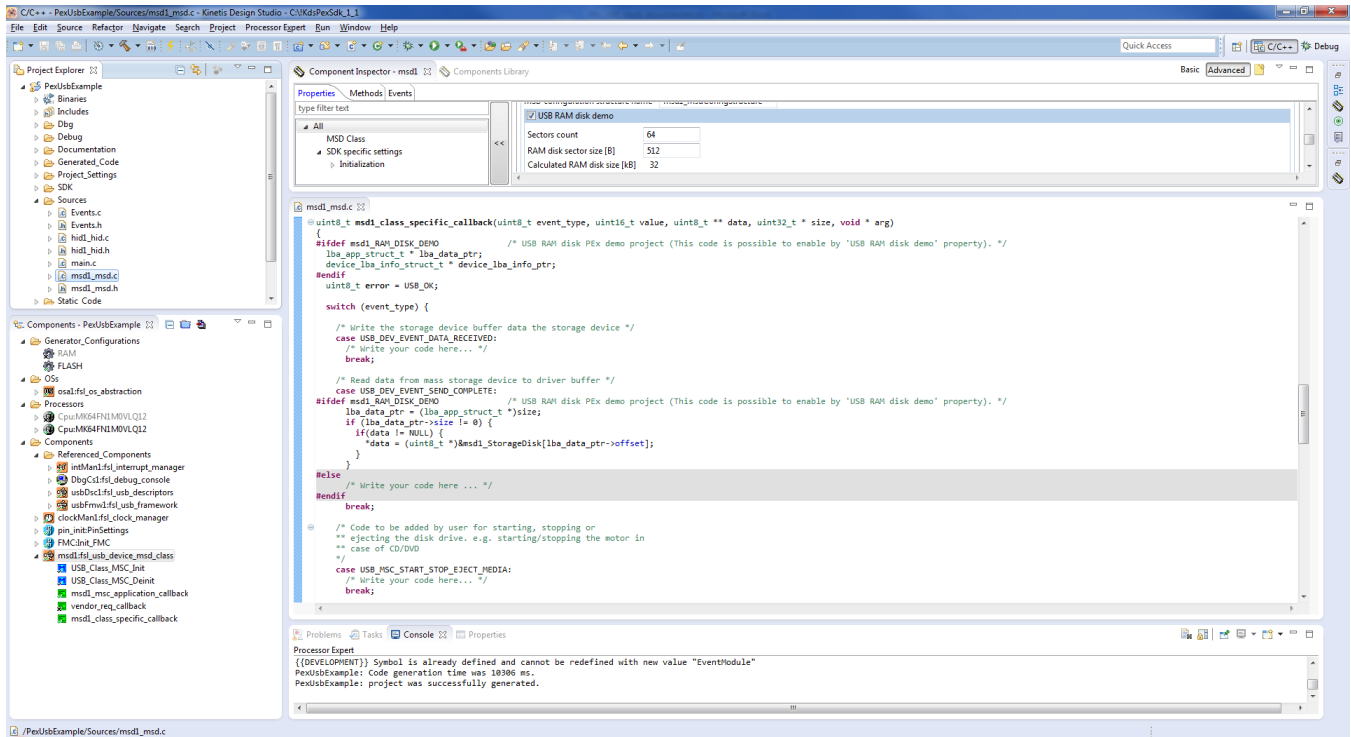 C/C++ - PexUsbExample/Sources/msd1_msd.c - Kinetis Design Studio - C:\!KdsPexSdk_1_1
File Edit Source Refactor Navigate Search Project Processor Expert Run Window Help
Quick Access
C/C++
Debug
Project Explorer
PexUsbExample
Binaries
Includes
Dbg
Debug
Documentation
Generated_Code
Project_Settings
SDK
Sources
Events.c
Events.h
hid1_hid.c
hid1_hid.h
main.c
msd1_msd.c
msd1_msd.h
Static Code
Components - PexUsbExample
Generator_Configurations
RAM
FLASH
OSs
osa1:fsl_os_abstraction
Processors
Cpu:MK64FN1M0VLQ12
Cpu:MK64FN1M0VLQ12
Components
Referenced_Components
intMan1:fsl_interrupt_manager
DbgCs1:fsl_debug_console
usbDsc1:fsl_usb_descriptors
usbFmw1:fsl_usb_framework
clockMan1:fsl_clock_manager
pin_init:PinSettings
FMC:Init_FMC
msd1:fsl_usb_device_msd_class
USB_Class_MSC_Init
USB_Class_MSC_Deinit
msd1_msc_application_callback
vendor_req_callback
msd1_class_specific_callback
Component Inspector - msd1
Components Library
Basic Advanced
Properties Methods Events
type filter text
All
MSD Class
SDK specific settings
Initialization
<<
USB RAM disk demo
Sectors count 64
RAM disk sector size [B] 512
Calculated RAM disk size [kB] 32
msd1_msd.c
uint8_t msd1_class_specific_callback(uint8_t event_type, uint16_t value, uint8_t ** data, uint32_t * size, void * arg)
{
#ifdef msd1_RAM_DISK_DEMO /* USB RAM disk PEx demo project (This code is possible to enable by 'USB RAM disk demo' property). */
lba_app_struct_t * lba_data_ptr;
device_lba_info_struct_t * device_lba_info_ptr;
#endif
uint8_t error = USB_OK;
switch (event_type) {
/* Write the storage device buffer data the storage device */
case USB_DEV_EVENT_DATA_RECEIVED:
/* Write your code here... */
break;
/* Read data from mass storage device to driver buffer */
case USB_DEV_EVENT_SEND_COMPLETE:
#ifdef msd1_RAM_DISK_DEMO /* USB RAM disk PEx demo project (This code is possible to enable by 'USB RAM disk demo' property). */
lba_data_ptr = (lba_app_struct_t *)size;
if (lba_data_ptr->size != 0) {
if(data != NULL) {
*data = (uint8_t *)&msd1_StorageDisk[lba_data_ptr->offset];
}
}
#else
/* Write your code here ... */
#endif
break;
/* Code to be added by user for starting, stopping or
** ejecting the disk drive. e.g. starting/stopping the motor in
** case of CD/DVD
*/
case USB_MSC_START_STOP_EJECT_MEDIA:
/* Write your code here... */
break;
Problems Tasks Console Properties
Processor Expert
{{DEVELOPMENT}} Symbol is already defined and cannot be redefined with new value "EventModule"
PexUsbExample: Code generation time was 10306 ms.
PexUsbExample: project was successfully generated.
/PexUsbExample/Sources/msd1_msd.c